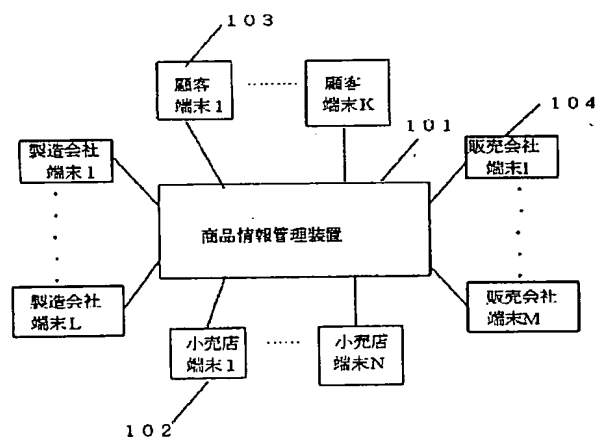 １０３
顧客
端末１
顧客
端末Ｋ
１０４
１０１
製造会社
端末１
販売会社
端末１
商品情報管理装置
製造会社
端末Ｌ
販売会社
端末Ｍ
小売店
端末１
小売店
端末Ｎ
１０２